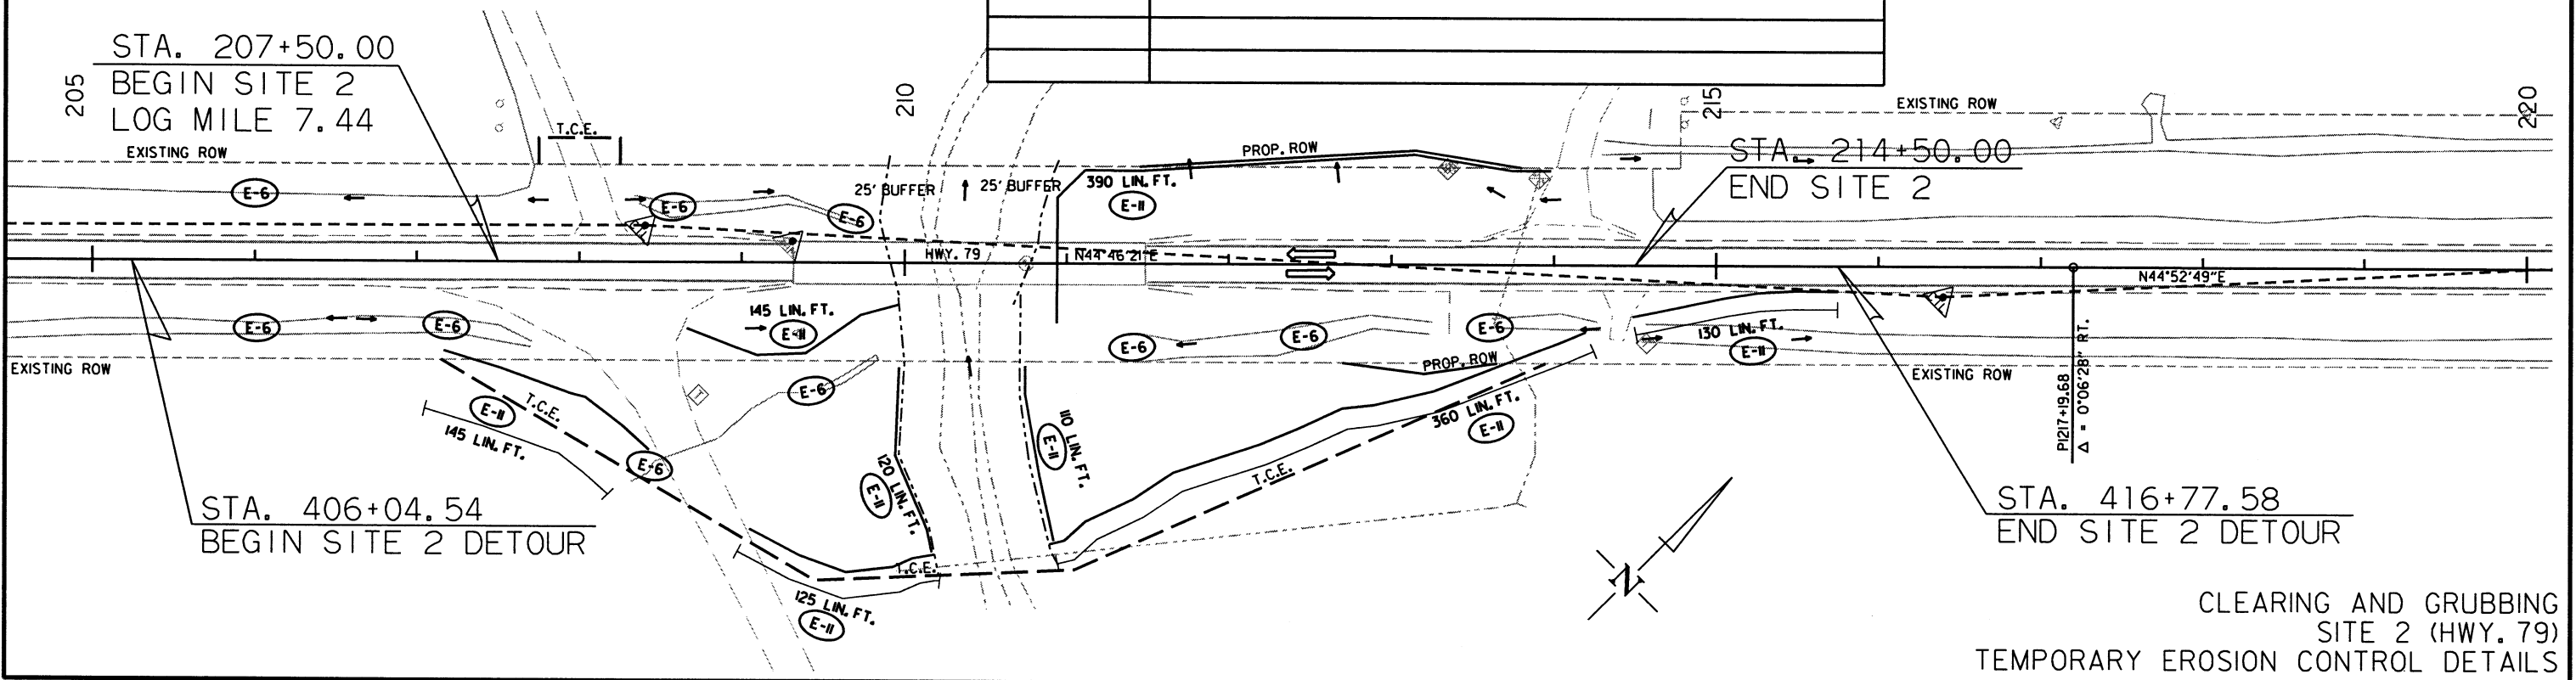 STA. 207+50.00
BEGIN SITE 2
LOG MILE 7.44
205
210
215
220
EXISTING ROW
T.C.E.
PROP. ROW
EXISTING ROW
STA. 214+50.00
END SITE 2
E-6
E-6
E-6
25' BUFFER
25' BUFFER
390 LIN. FT.
E-11
HWY. 79
N44°46'21"E
N44°52'49"E
E-6
E-6
145 LIN. FT.
E-11
E-6
E-6
E-6
130 LIN. FT.
E-11
EXISTING ROW
PROP. ROW
EXISTING ROW
PI217+19.68
Δ = 0°06'28" RT.
E-6
T.C.E.
E-11
145 LIN. FT.
E-6
120 LIN. FT.
E-11
110 LIN. FT.
E-11
360 LIN. FT.
E-11
T.C.E.
STA. 406+04.54
BEGIN SITE 2 DETOUR
STA. 416+77.58
END SITE 2 DETOUR
T.C.E.
125 LIN. FT.
E-11
N
CLEARING AND GRUBBING
SITE 2 (HWY. 79)
TEMPORARY EROSION CONTROL DETAILS